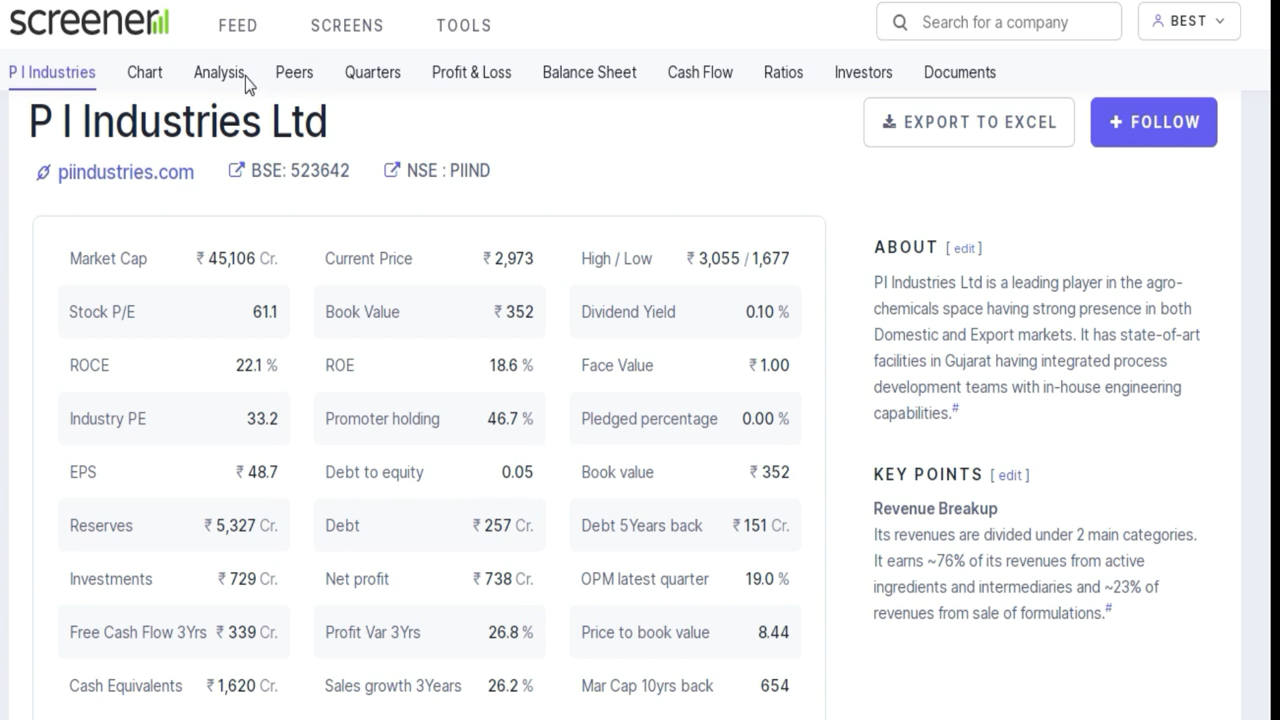 screener
FEED SCREENS TOOLS
Search for a company
BEST
P I Industries Chart Analysis Peers Quarters Profit & Loss Balance Sheet Cash Flow Ratios Investors Documents
P I Industries Ltd
EXPORT TO EXCEL
+ FOLLOW
piindustries.com BSE: 523642 NSE : PIIND
Market Cap ₹ 45,106 Cr. Current Price ₹ 2,973 High / Low ₹ 3,055 / 1,677
Stock P/E 61.1 Book Value ₹ 352 Dividend Yield 0.10 %
ROCE 22.1 % ROE 18.6 % Face Value ₹ 1.00
Industry PE 33.2 Promoter holding 46.7 % Pledged percentage 0.00 %
EPS ₹ 48.7 Debt to equity 0.05 Book value ₹ 352
Reserves ₹ 5,327 Cr. Debt ₹ 257 Cr. Debt 5Years back ₹ 151 Cr.
Investments ₹ 729 Cr. Net profit ₹ 738 Cr. OPM latest quarter 19.0 %
Free Cash Flow 3Yrs ₹ 339 Cr. Profit Var 3Yrs 26.8 % Price to book value 8.44
Cash Equivalents ₹ 1,620 Cr. Sales growth 3Years 26.2 % Mar Cap 10yrs back 654
ABOUT [ edit ]
PI Industries Ltd is a leading player in the agro-
chemicals space having strong presence in both
Domestic and Export markets. It has state-of-art
facilities in Gujarat having integrated process
development teams with in-house engineering
capabilities.#
KEY POINTS [ edit ]
Revenue Breakup
Its revenues are divided under 2 main categories.
It earns ~76% of its revenues from active
ingredients and intermediaries and ~23% of
revenues from sale of formulations.#